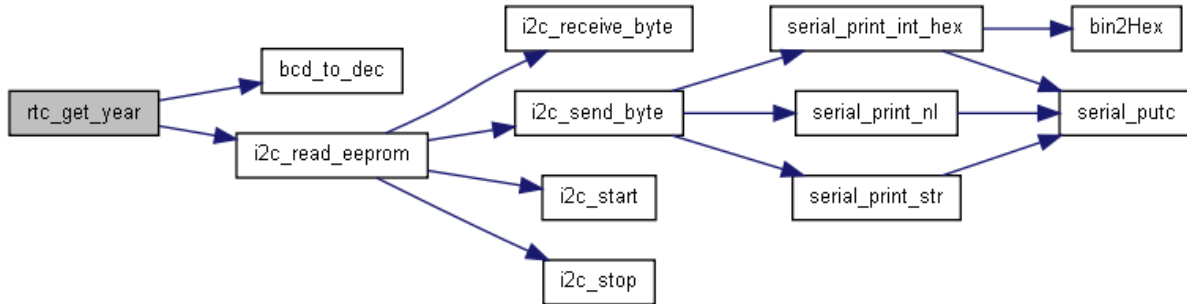 rtc_get_year
bcd_to_dec
i2c_read_eeprom
i2c_receive_byte
i2c_send_byte
i2c_start
i2c_stop
serial_print_int_hex
serial_print_nl
serial_print_str
bin2Hex
serial_putc